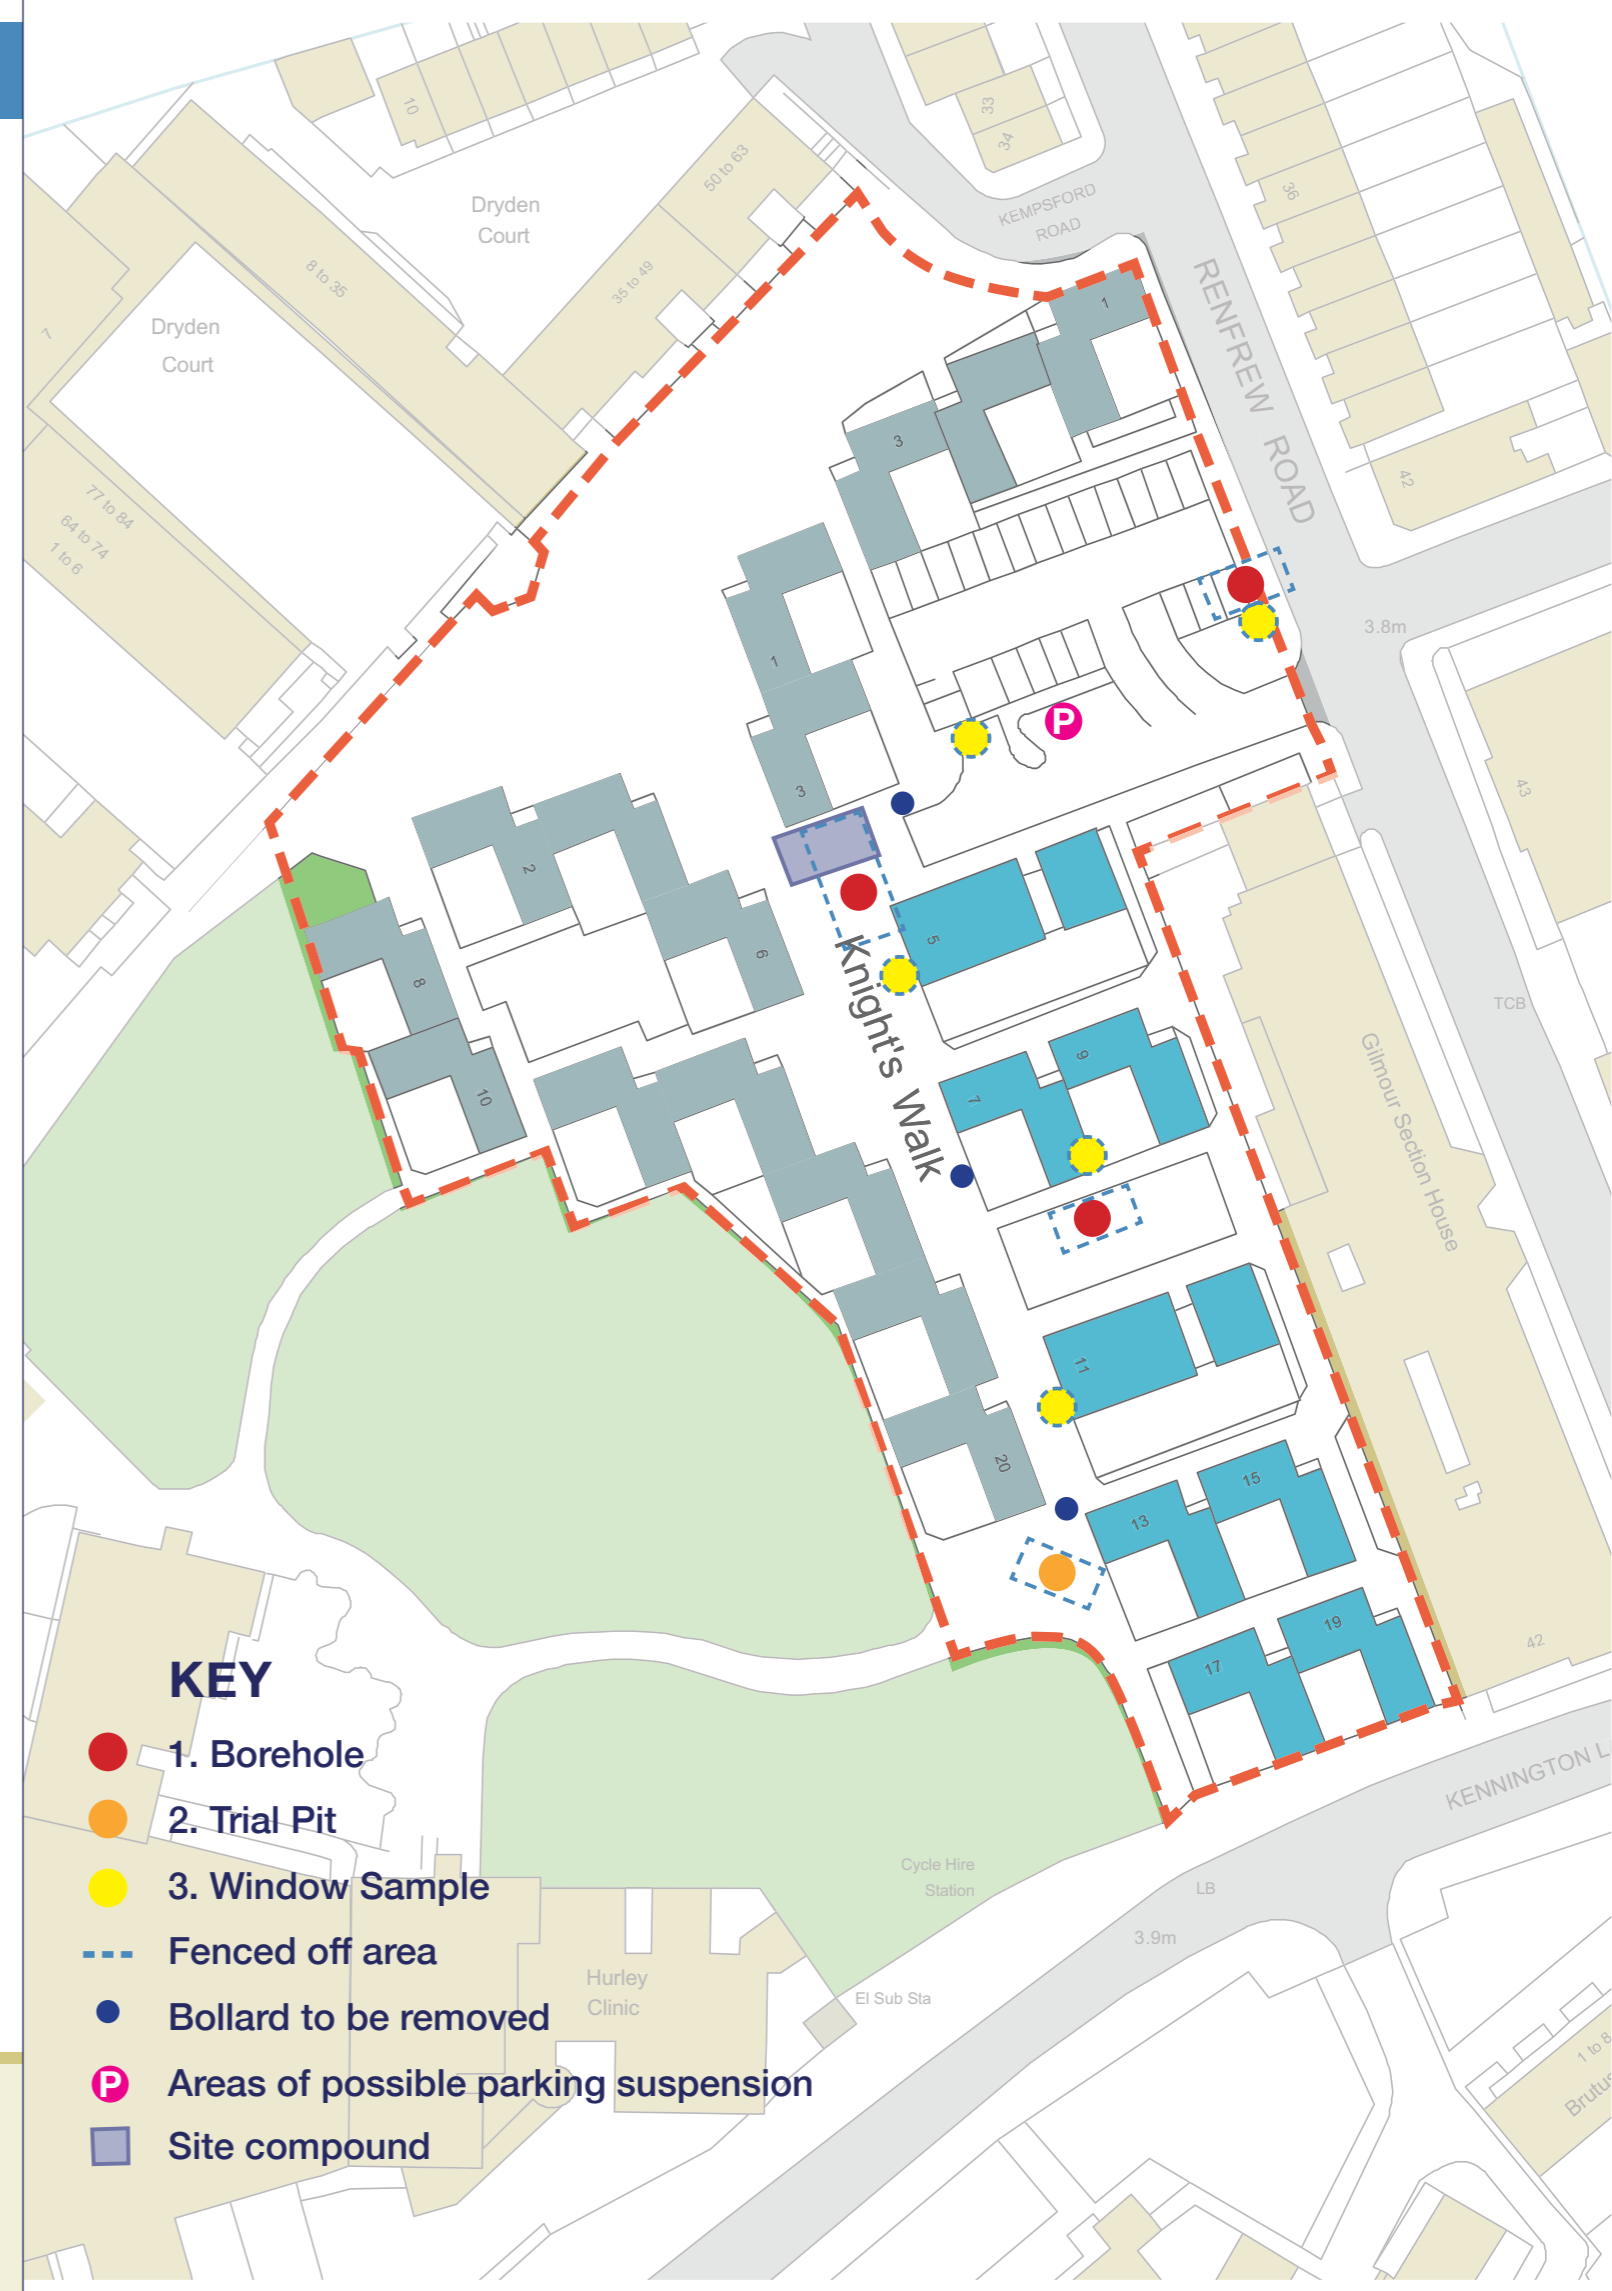 10
33
34
KEMPSFORD
ROAD
50 to 63
36
Dryden
Court
8 to 35
35 to 49
7
Dryden
Court
RENFREW ROAD
1
3
42
77 to 84
64 to 74
1 to 6
3.8m
1
P
3
43
2
5
6
8
Knight's Walk
TCB
10
7
9
Gilmour Section House
11
20
15
13
19
17
42
KENNINGTON L
Cycle Hire
Station
LB
3.9m
El Sub Sta
Hurley
Clinic
1 to 8
Brutus
KEY
1. Borehole
2. Trial Pit
3. Window Sample
Fenced off area
Bollard to be removed
P Areas of possible parking suspension
Site compound